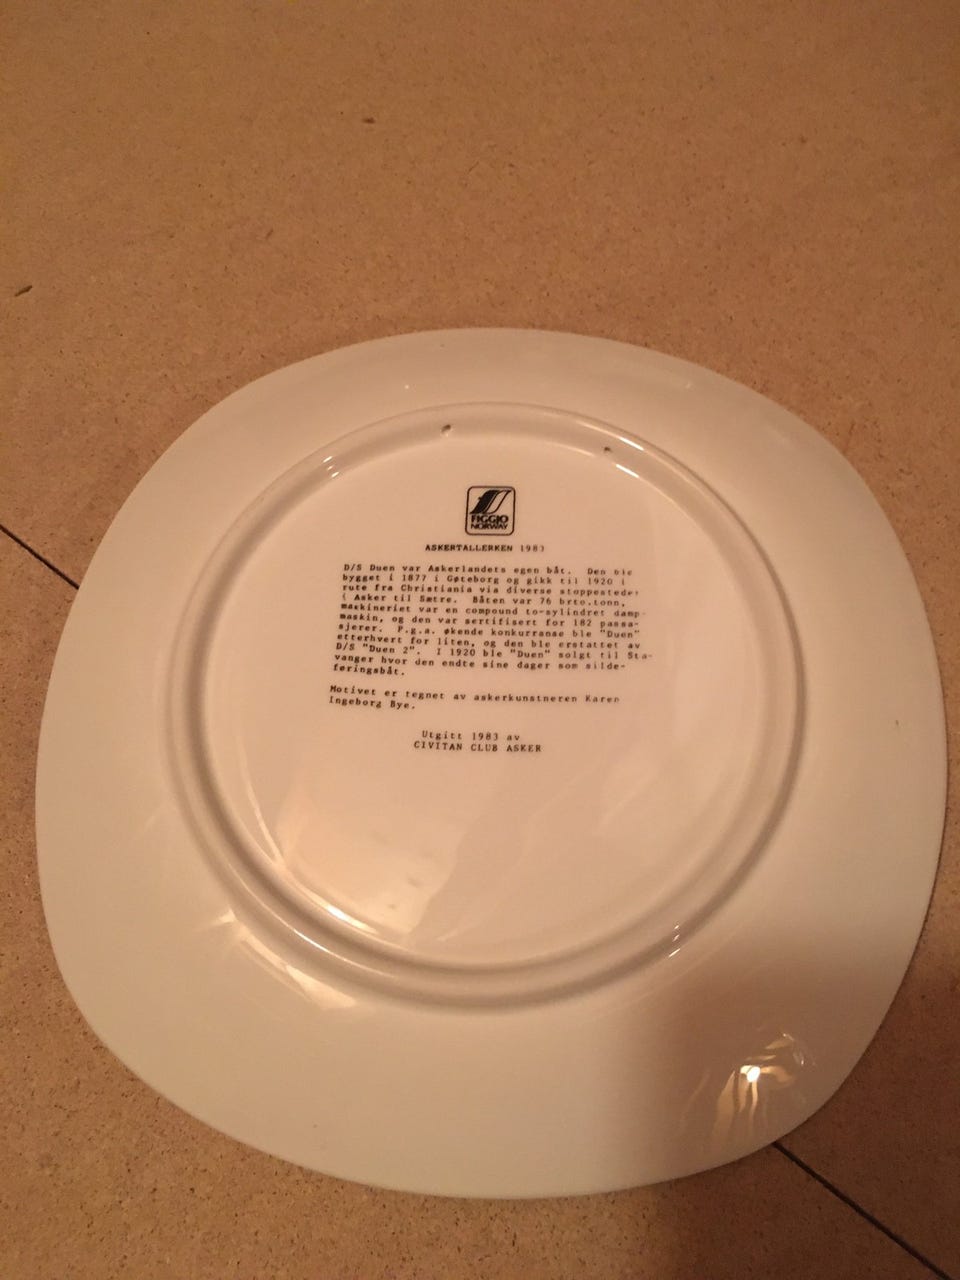 FIGGJO
NORWAY
ASKERTALLERKEN 1983
D/S Duen var Askerlandets egen båt. Den ble
bygget i 1877 i Gøteborg og gikk til 1920 i
rute fra Christiania via diverse stoppesteder
i Asker til Sætre. Båten var 76 brto.tonn,
maskineriet var en compound to-sylindret damp-
maskin, og den var sertifisert for 182 passa-
sjerer. P.g.a. økende konkurranse ble "Duen"
etterhvert for liten, og den ble erstattet av
D/S "Duen 2". I 1920 ble "Duen" solgt til Sta-
vanger hvor den endte sine dager som silde-
føringsbåt.
Motivet er tegnet av askerkunstneren Karen
Ingeborg Bye.
Utgitt 1983 av
CIVITAN CLUB ASKER